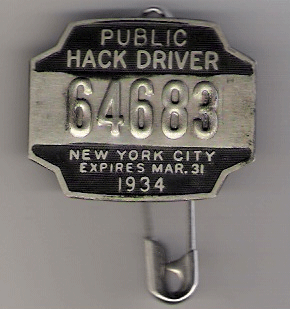 PUBLIC
HACK DRIVER
64683
NEW YORK CITY
EXPIRES MAR. 31
1934